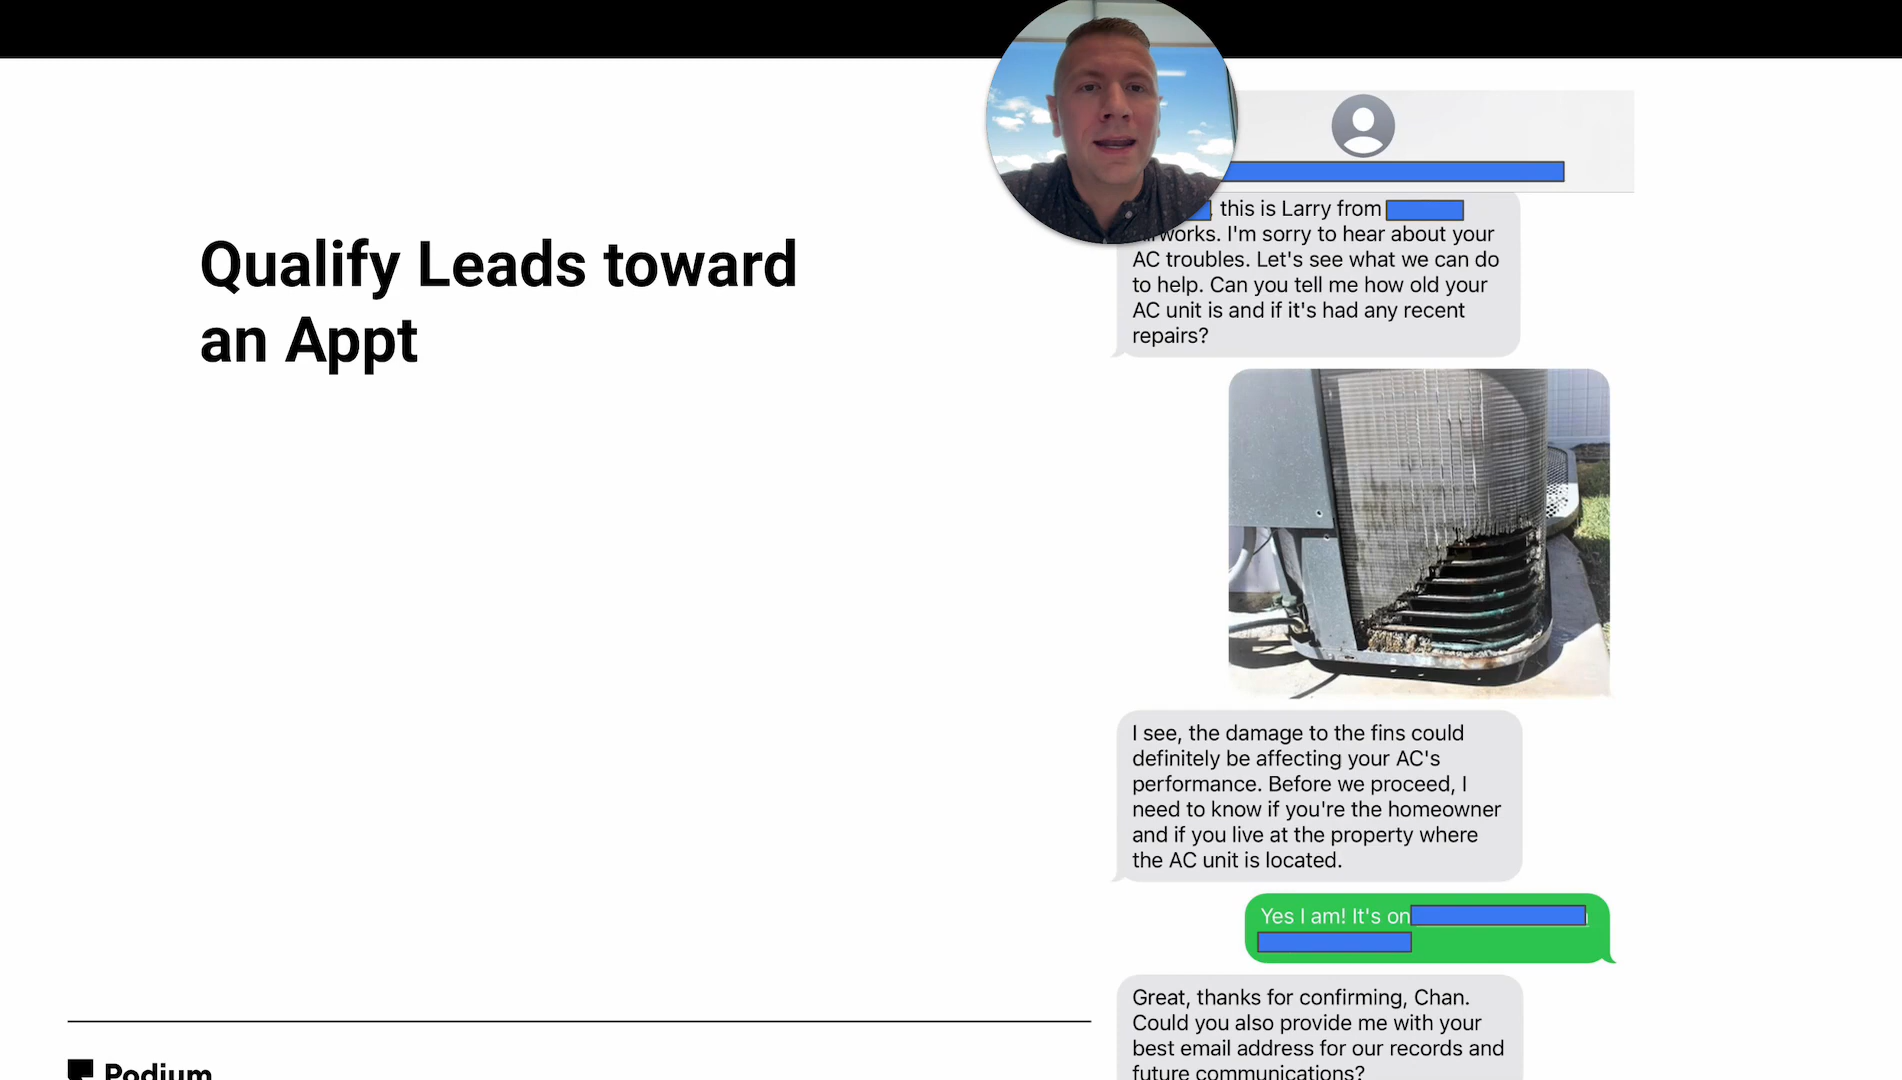 Qualify Leads toward
an Appt
, this is Larry from
works. I'm sorry to hear about your
AC troubles. Let's see what we can do
to help. Can you tell me how old your
AC unit is and if it's had any recent
repairs?
I see, the damage to the fins could
definitely be affecting your AC's
performance. Before we proceed, I
need to know if you're the homeowner
and if you live at the property where
the AC unit is located.
Yes I am! It's on
Great, thanks for confirming, Chan.
Could you also provide me with your
best email address for our records and
future communications?
Podium